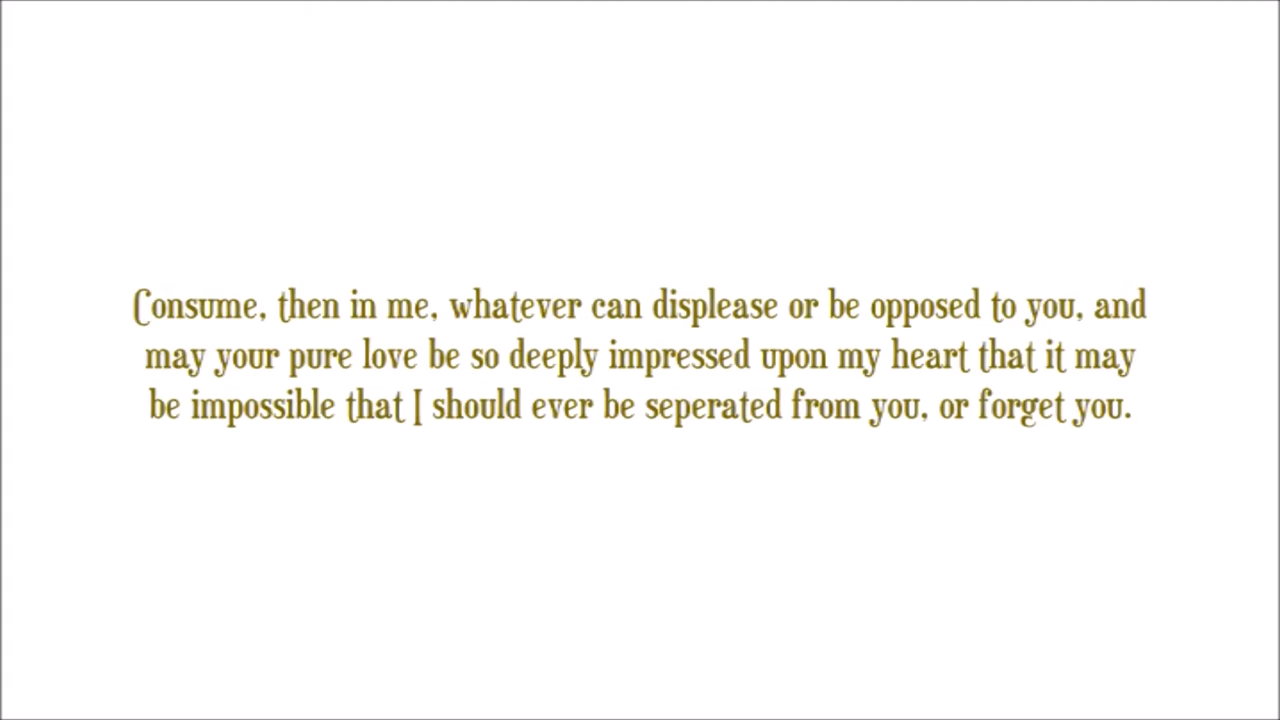 Consume, then in me, whatever can displease or be opposed to you, and
may your pure love be so deeply impressed upon my heart that it may
be impossible that I should ever be seperated from you, or forget you.